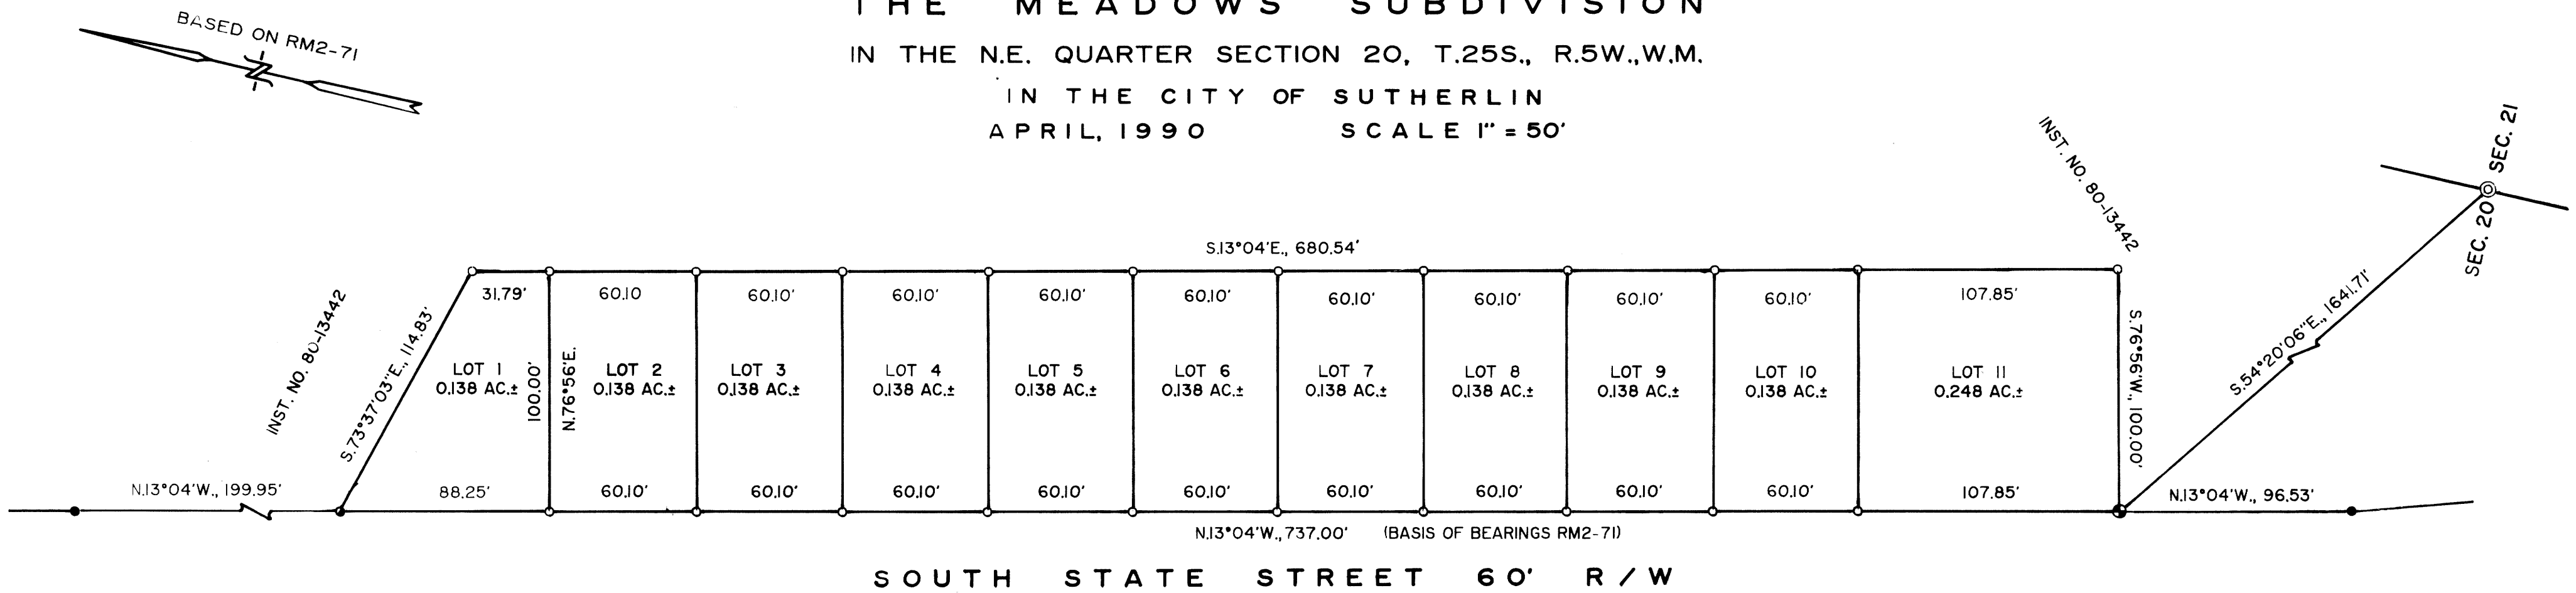 THE MEADOWS SUBDIVISION
IN THE N.E. QUARTER SECTION 20, T.25S., R.5W.,W.M.
IN THE CITY OF SUTHERLIN
APRIL, 1990 SCALE 1" = 50'
BASED ON RM2-71
INST. NO. 80-13442
SEC. 21
SEC. 20
S.13°04'E., 680.54'
31.79' 60.10 60.10' 60.10' 60.10' 60.10' 60.10' 60.10' 60.10' 60.10' 107.85'
INST. NO. 80-13442
S.73°37'03"E., 114.83'
LOT 1 LOT 2 LOT 3 LOT 4 LOT 5 LOT 6 LOT 7 LOT 8 LOT 9 LOT 10 LOT 11
0.138 AC.± 0.138 AC.± 0.138 AC.± 0.138 AC.± 0.138 AC.± 0.138 AC.± 0.138 AC.± 0.138 AC.± 0.138 AC.± 0.138 AC.± 0.248 AC.±
100.00'
N.76°56'E.
S.76°56'W., 100.00'
S.54°20'06"E., 1641.71'
N.13°04'W., 199.95' 88.25' 60.10' 60.10' 60.10' 60.10' 60.10' 60.10' 60.10' 60.10' 60.10' 107.85' N.13°04'W., 96.53'
N.13°04'W., 737.00' (BASIS OF BEARINGS RM2-71)
SOUTH STATE STREET 60' R/W